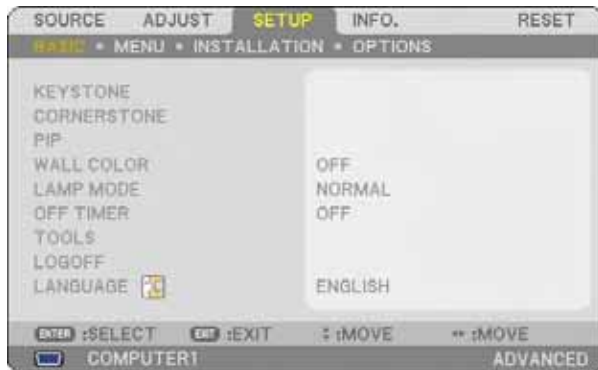 SOURCE ADJUST SETUP INFO. RESET
BASIC • MENU • INSTALLATION • OPTIONS
KEYSTONE
CORNERSTONE
PIP
WALL COLOR OFF
LAMP MODE NORMAL
OFF TIMER OFF
TOOLS
LOGOFF
LANGUAGE ENGLISH
ENTER :SELECT EXIT :EXIT :MOVE :MOVE
COMPUTER1 ADVANCED